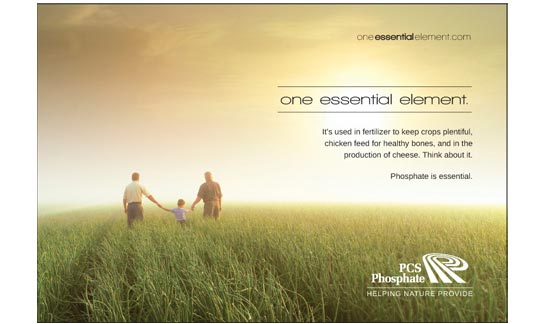 oneessentialelement.com
one essential element.
It's used in fertilizer to keep crops plentiful,
chicken feed for healthy bones, and in the
production of cheese. Think about it.
Phosphate is essential.
PCS
Phosphate
HELPING NATURE PROVIDE